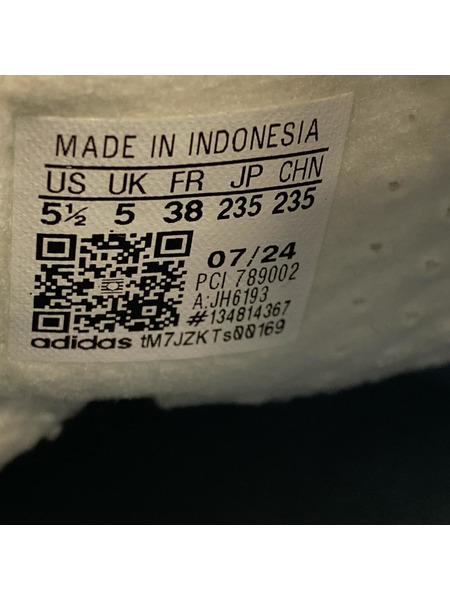 MADE IN INDONESIA
US UK FR JP CHN
5½ 5 38 235 235
07/24
PCI 789002
A:JH6193
#134814367
adidas tM7JZKTs00169